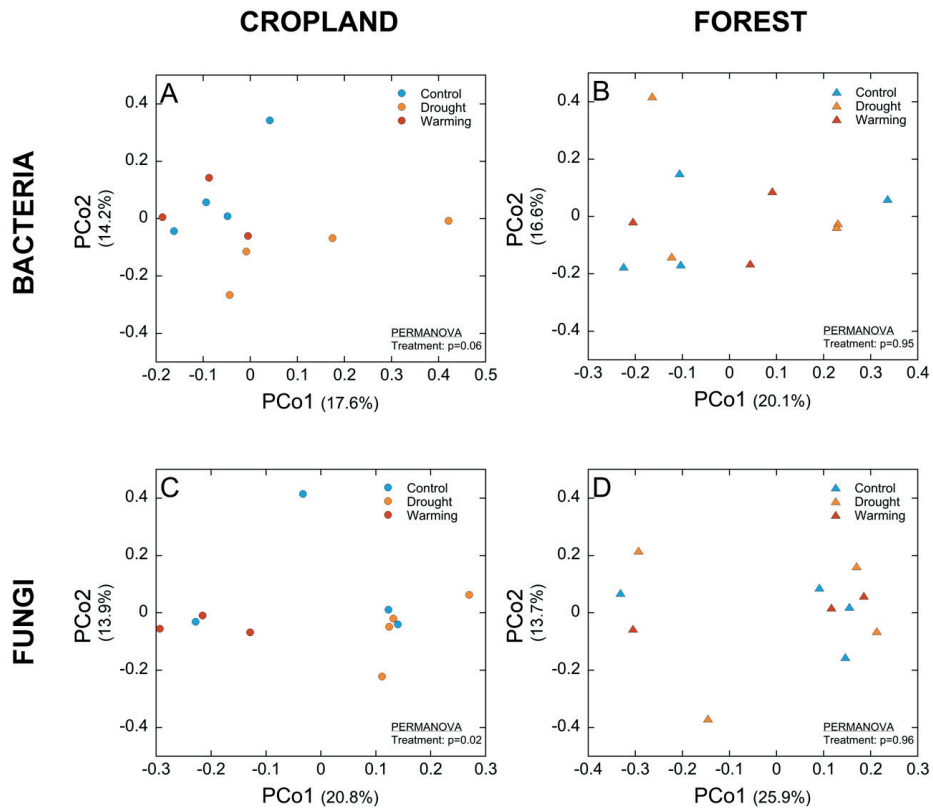 CROPLAND
FOREST
BACTERIA
FUNGI
A
Control
Drought
Warming
0.4
0.2
0
-0.2
-0.4
PCo2
(14.2%)
PERMANOVA
Treatment: p=0.06
-0.2 -0.1 0 0.1 0.2 0.3 0.4 0.5
PCo1 (17.6%)
B
Control
Drought
Warming
0.4
0.2
0
-0.2
-0.4
PCo2
(16.6%)
PERMANOVA
Treatment: p=0.95
-0.3 -0.2 -0.1 0 0.1 0.2 0.3 0.4
PCo1 (20.1%)
C
Control
Drought
Warming
0.4
0.2
0
-0.2
-0.4
PCo2
(13.9%)
PERMANOVA
Treatment: p=0.02
-0.3 -0.2 -0.1 0 0.1 0.2 0.3
PCo1 (20.8%)
D
Control
Drought
Warming
0.4
0.2
0
-0.2
-0.4
PCo2
(13.7%)
PERMANOVA
Treatment: p=0.96
-0.4 -0.3 -0.2 -0.1 0 0.1 0.2 0.3
PCo1 (25.9%)